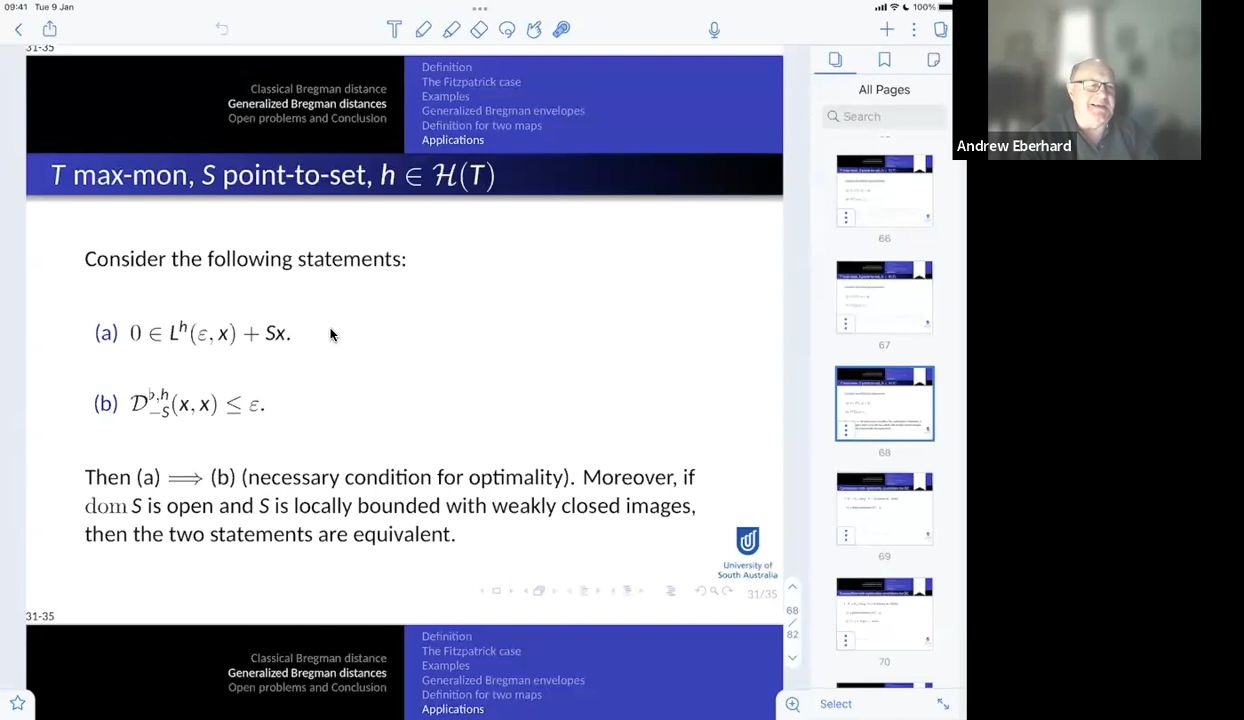 09:41 Tue 9 Jan
100%
31-35
Classical Bregman distance
Generalized Bregman distances
Open problems and Conclusion
Definition
The Fitzpatrick case
Examples
Generalized Bregman envelopes
Definition for two maps
Applications
T max-mon, S point-to-set, h ∈ ℋ(T)
Consider the following statements:
(a) 0 ∈ Lʰ(ε, x) + Sx.
(b) 𝒟^{♭,h}_{−S}(x, x) ≤ ε.
Then (a) ⟹ (b) (necessary condition for optimality). Moreover, if
dom S is open and S is locally bounded with weakly closed images,
then the two statements are equivalent.
University of
South Australia
31/35
31-35
Classical Bregman distance
Generalized Bregman distances
Open problems and Conclusion
Definition
The Fitzpatrick case
Examples
Generalized Bregman envelopes
Definition for two maps
Applications
68
82
All Pages
Search
66
67
68
69
70
Select
Andrew Eberhard